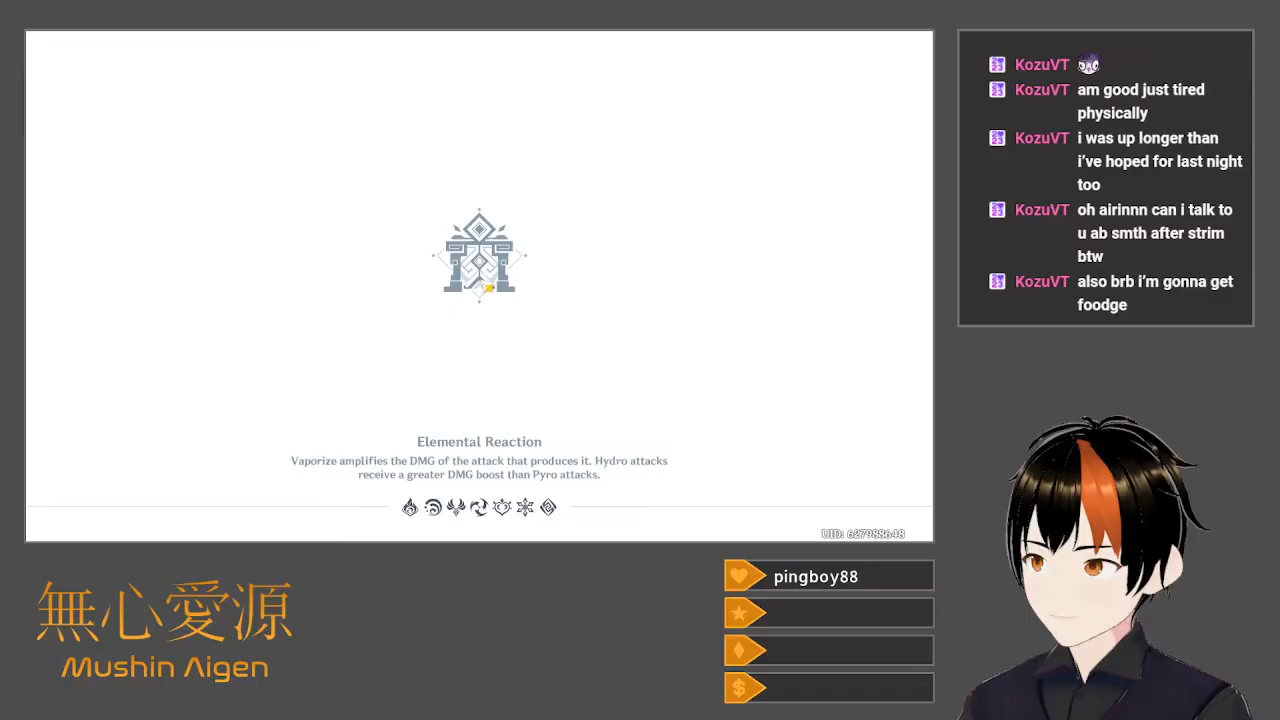 KozuVT
KozuVT am good just tired
physically
KozuVT i was up longer than
i've hoped for last night
too
KozuVT oh airinnn can i talk to
u ab smth after strim
btw
KozuVT also brb i'm gonna get
foodge
Elemental Reaction
Vaporize amplifies the DMG of the attack that produces it. Hydro attacks
receive a greater DMG boost than Pyro attacks.
UID: 627988648
pingboy88
無心愛源
Mushin Aigen
$